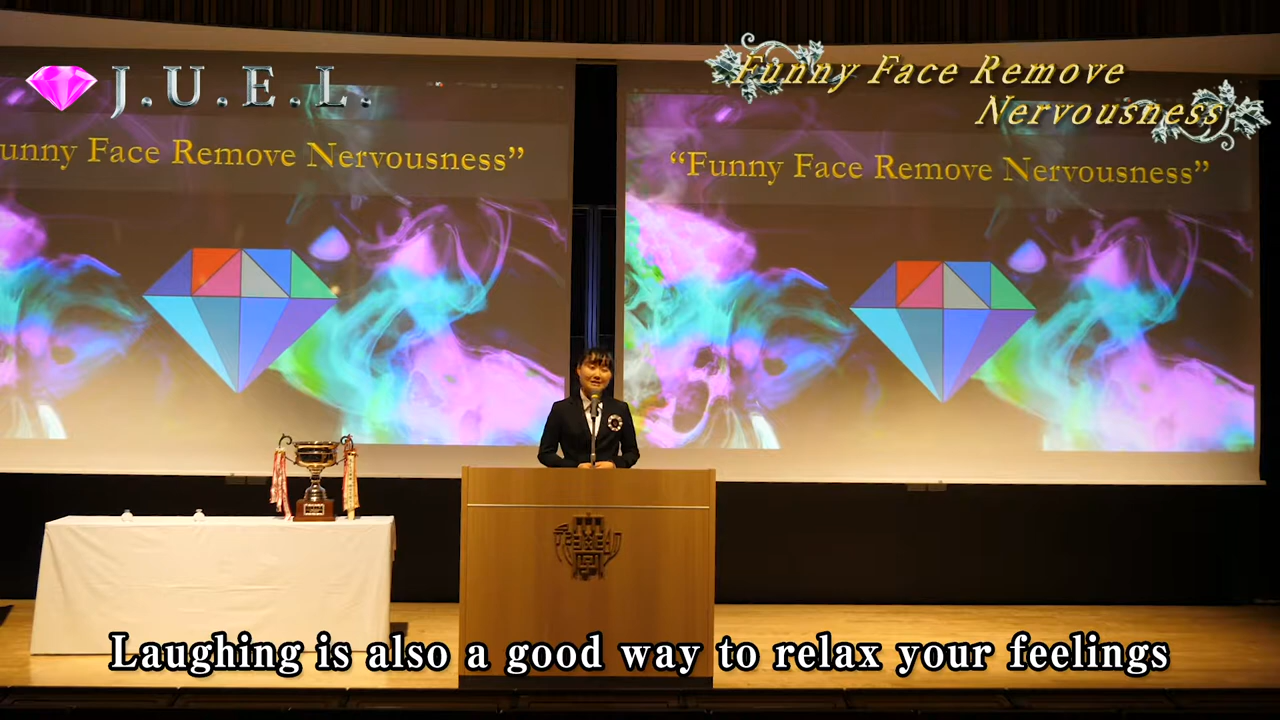 J.U.E.L.
Funny Face Remove
Nervousness
unny Face Remove Nervousness”
“Funny Face Remove Nervousness”
Laughing is also a good way to relax your feelings